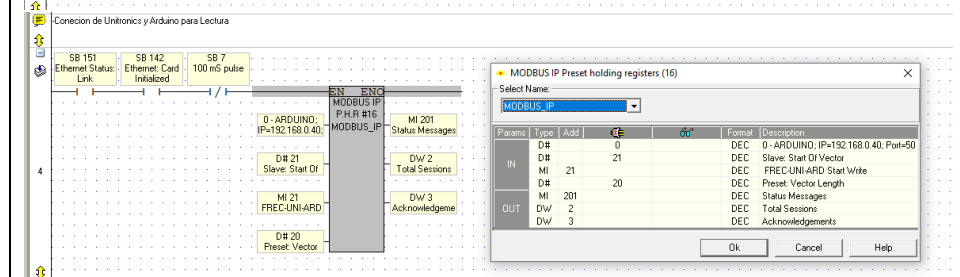 -Conecion de Unitronics y Arduino para Lectura
SB 151
Ethernet Status:
Link
SB 142
Ethernet: Card
Initialized
SB 7
100 mS pulse
EN ENO
MODBUS IP
P.H.R #16
MODBUS_IP
0 - ARDUINO;
IP=192.168.0.40;
MI 201
Status Messages
D# 21
Slave: Start Of
DW 2
Total Sessions
MI 21
FREC-UNI-ARD
DW 3
Acknowledgeme
D# 20
Preset: Vector
4
MODBUS IP Preset holding registers (16)
Select Name:
MODBUS_IP
Params Type Add Format Description
IN
D# 0 DEC 0 - ARDUINO; IP=192.168.0.40; Port=50
D# 21 DEC Slave: Start Of Vector
MI 21 DEC FREC-UNI-ARD Start Write
D# 20 DEC Preset: Vector Length
OUT
MI 201 DEC Status Messages
DW 2 DEC Total Sessions
DW 3 DEC Acknowledgements
Ok Cancel Help